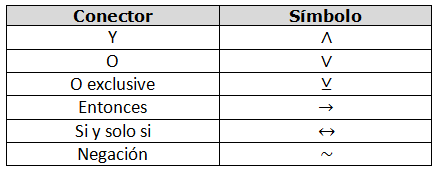 Conector Símbolo
Y ∧
O ∨
O exclusive ⊻
Entonces →
Si y solo si ↔
Negación ~